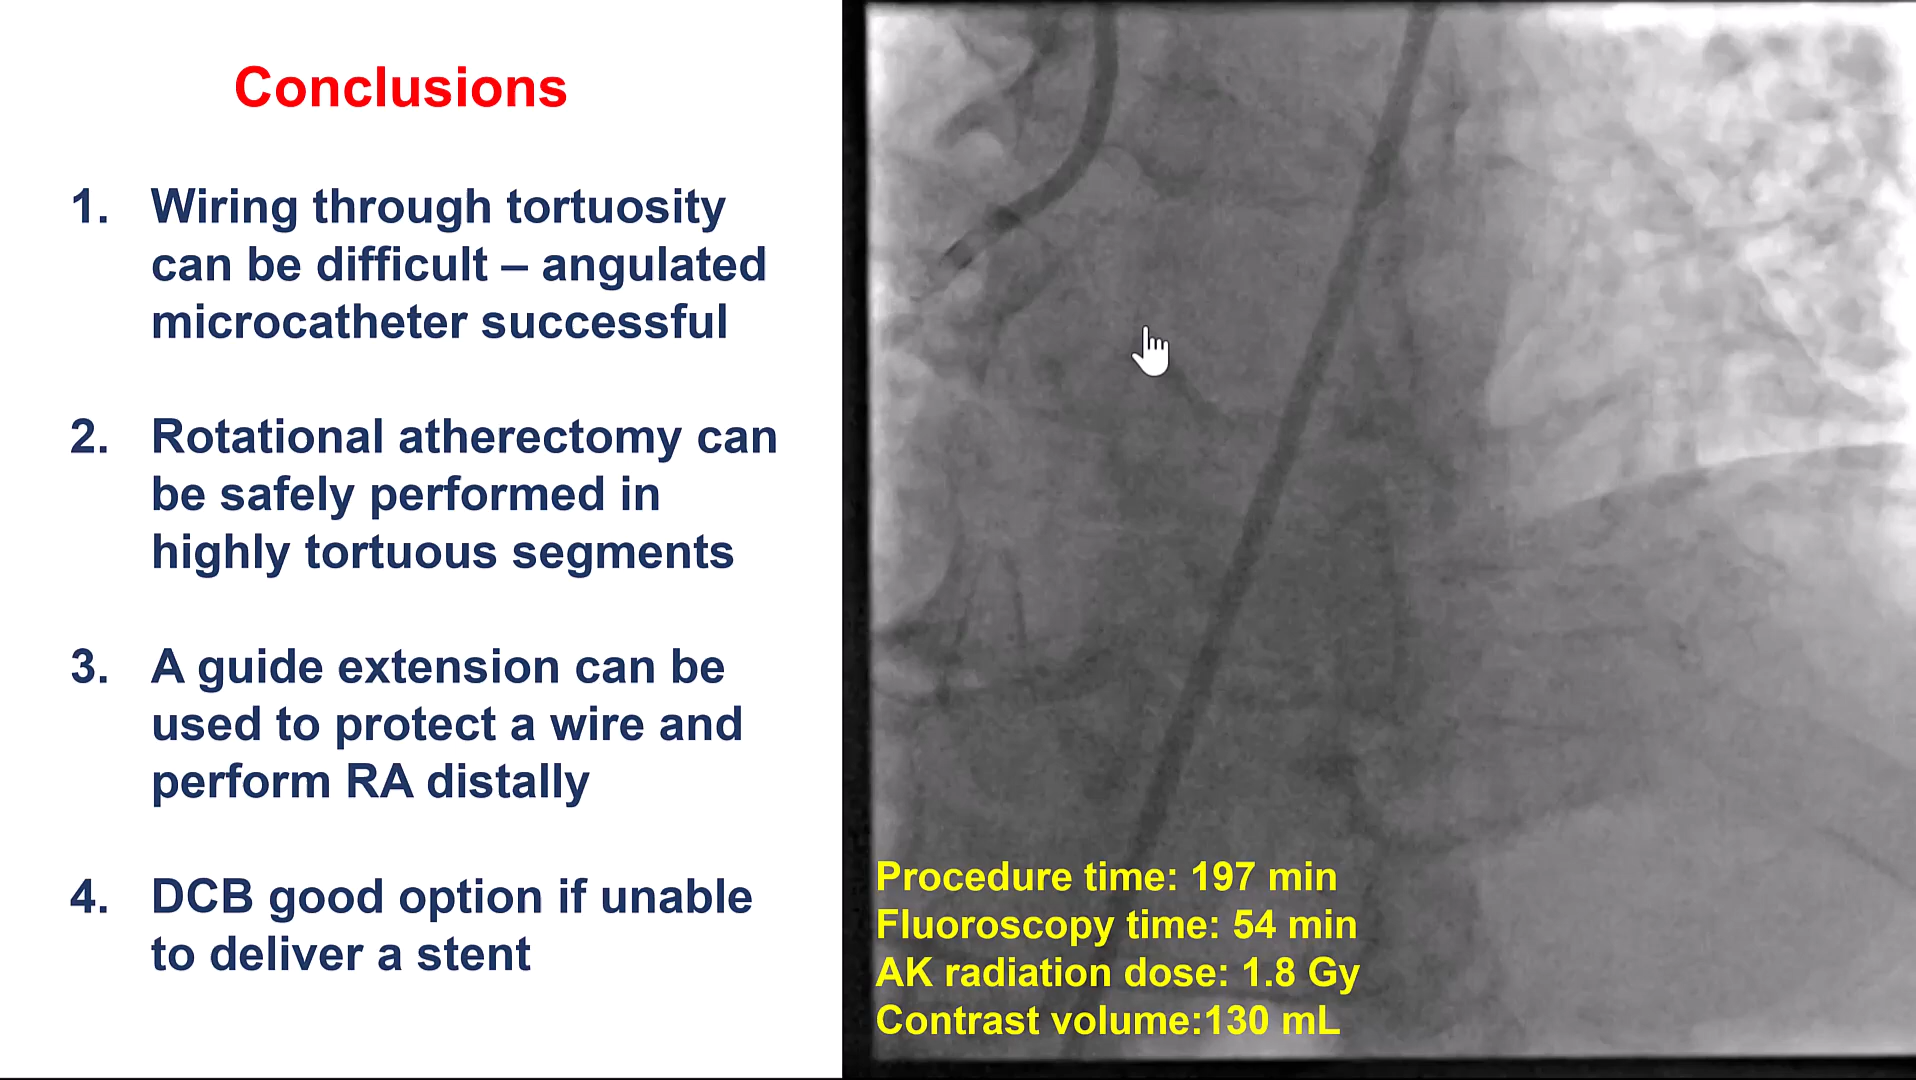 Conclusions
1. Wiring through tortuosity
can be difficult – angulated
microcatheter successful
2. Rotational atherectomy can
be safely performed in
highly tortuous segments
3. A guide extension can be
used to protect a wire and
perform RA distally
4. DCB good option if unable
to deliver a stent
Procedure time: 197 min
Fluoroscopy time: 54 min
AK radiation dose: 1.8 Gy
Contrast volume:130 mL